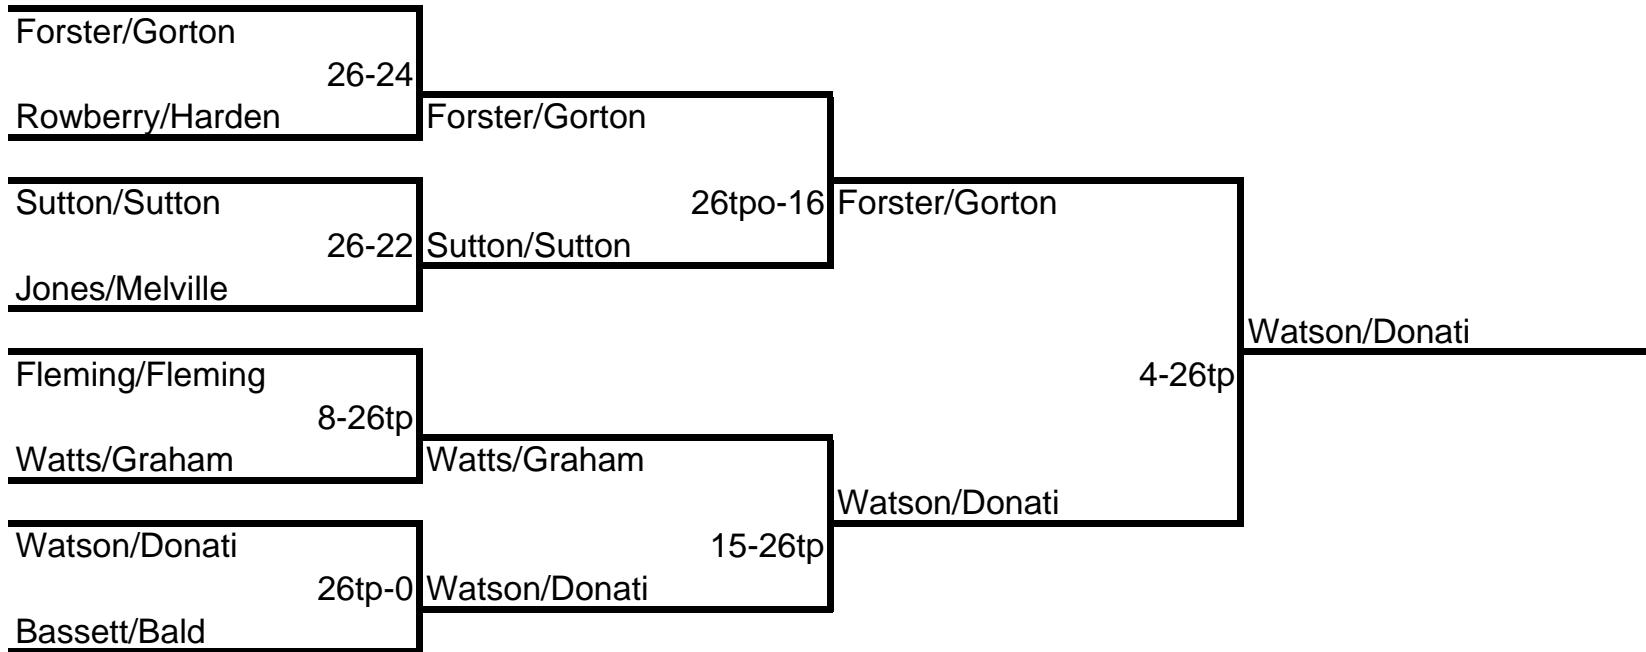 Forster/Gorton
26-24
Rowberry/Harden
Forster/Gorton
Sutton/Sutton
26tpo-16
Forster/Gorton
26-22
Sutton/Sutton
Jones/Melville
Watson/Donati
Fleming/Fleming
4-26tp
8-26tp
Watts/Graham
Watts/Graham
Watson/Donati
Watson/Donati
15-26tp
26tp-0
Watson/Donati
Bassett/Bald